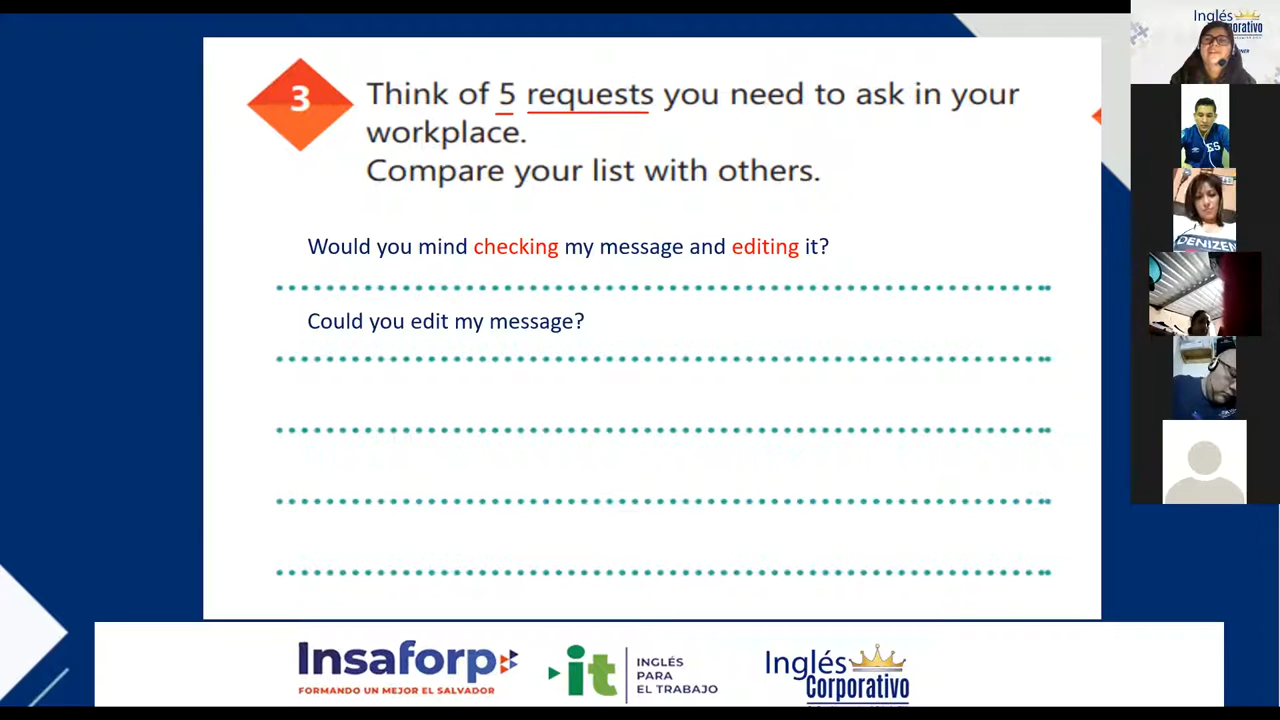 3
Think of 5 requests you need to ask in your
workplace.
Compare your list with others.
Would you mind checking my message and editing it?
Could you edit my message?
Insaforp
FORMANDO UN MEJOR EL SALVADOR
it
INGLÉS
PARA
EL TRABAJO
Inglés
Corporativo
Inglés
DENIZEN